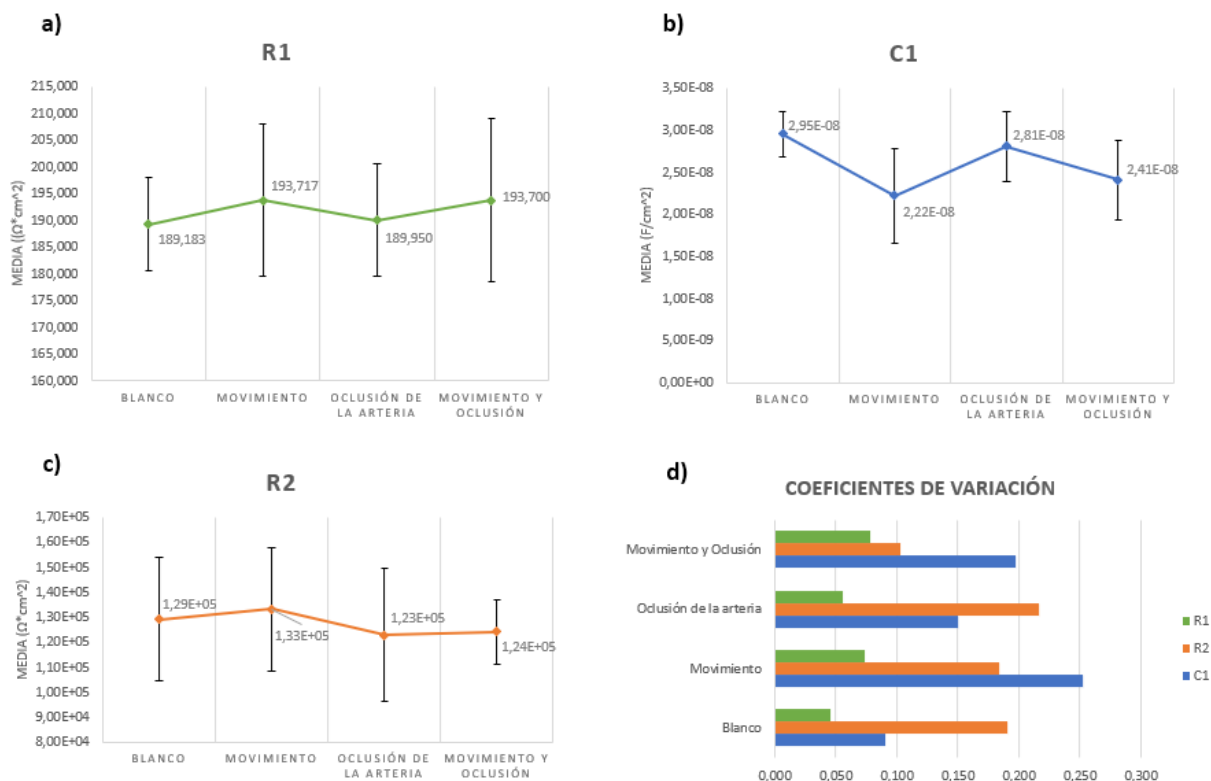 a)
R1
MEDIA ((Ω*cm^2)
215,000
210,000
205,000
200,000
195,000
190,000
185,000
180,000
175,000
170,000
165,000
160,000
189,183
193,717
189,950
193,700
BLANCO
MOVIMIENTO
OCLUSIÓN DE
LA ARTERIA
MOVIMIENTO Y
OCLUSIÓN
b)
C1
MEDIA (F/cm^2)
3,50E-08
3,00E-08
2,50E-08
2,00E-08
1,50E-08
1,00E-08
5,00E-09
0,00E+00
2,95E-08
2,22E-08
2,81E-08
2,41E-08
BLANCO
MOVIMIENTO
OCLUSIÓN DE
LA ARTERIA
MOVIMIENTO Y
OCLUSIÓN
c)
R2
MEDIA (Ω*cm^2)
1,70E+05
1,60E+05
1,50E+05
1,40E+05
1,30E+05
1,20E+05
1,10E+05
1,00E+05
9,00E+04
8,00E+04
1,29E+05
1,33E+05
1,23E+05
1,24E+05
BLANCO
MOVIMIENTO
OCLUSIÓN DE
LA ARTERIA
MOVIMIENTO Y
OCLUSIÓN
d)
COEFICIENTES DE VARIACIÓN
Movimiento y Oclusión
Oclusión de la arteria
Movimiento
Blanco
0,000 0,050 0,100 0,150 0,200 0,250 0,300
R1
R2
C1